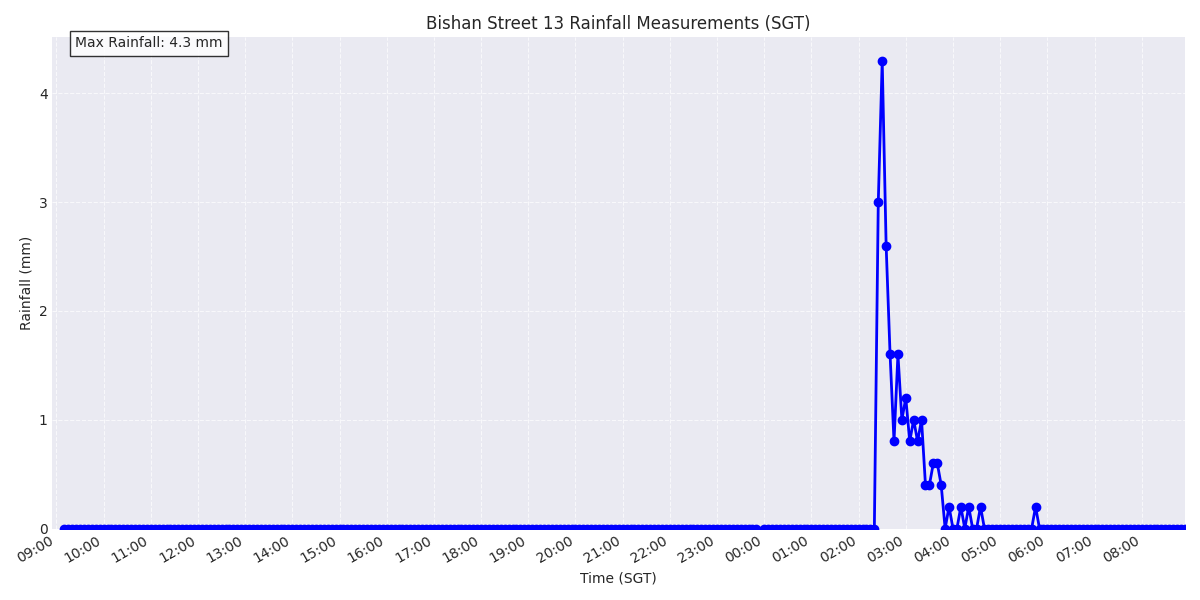 Bishan Street 13 Rainfall Measurements (SGT)
Max Rainfall: 4.3 mm
4
3
2
1
0
Rainfall (mm)
09:00 10:00 11:00 12:00 13:00 14:00 15:00 16:00 17:00 18:00 19:00 20:00 21:00 22:00 23:00 00:00 01:00 02:00 03:00 04:00 05:00 06:00 07:00 08:00
Time (SGT)